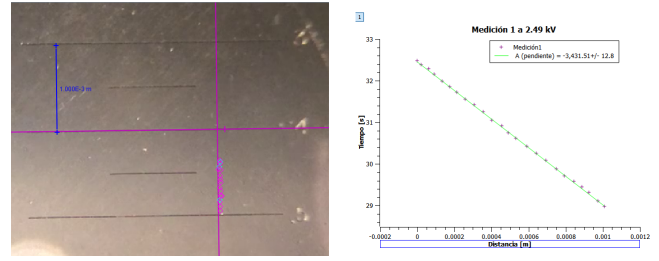 1.000E-3 m
1
Medición 1 a 2.49 kV
Medición1
A (pendiente) = -3,431.51+/- 12.8
Tiempo [s]
33
32
31
30
29
-0.0002 0 0.0002 0.0004 0.0006 0.0008 0.001 0.0012
Distancia [m]